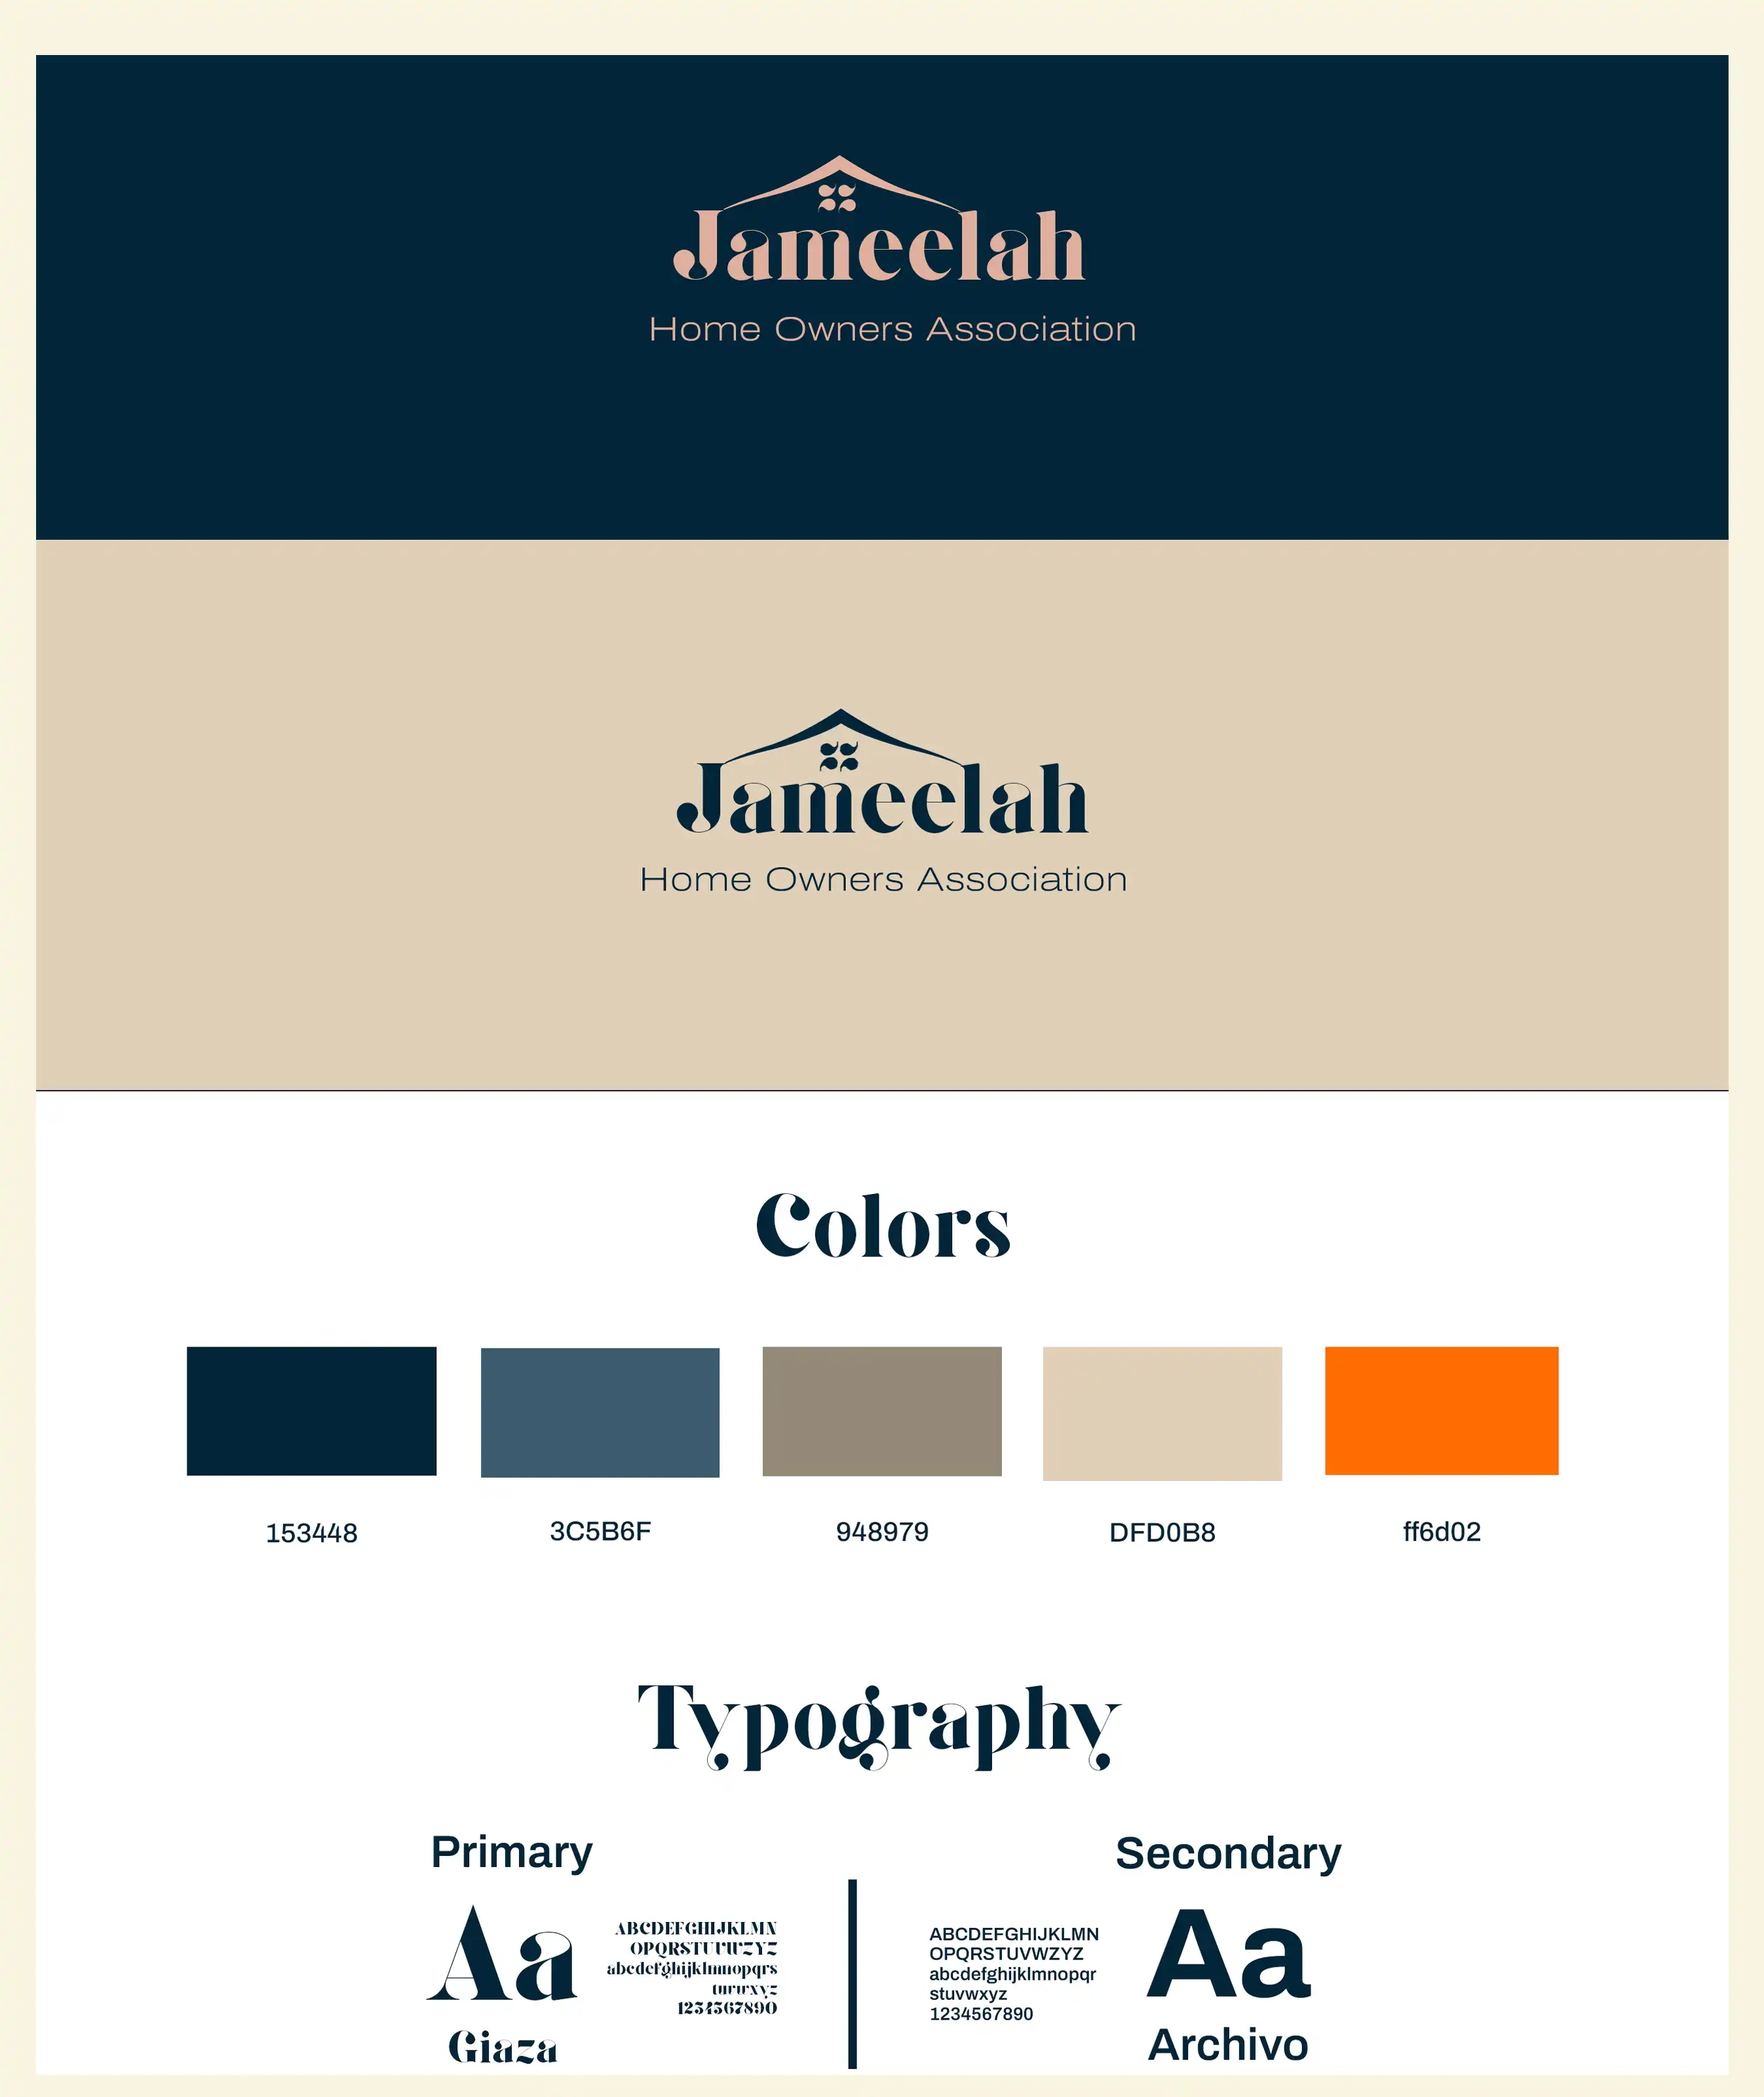 Jameelah
Home Owners Association
Jameelah
Home Owners Association
Colors
153448
3C5B6F
948979
DFD0B8
ff6d02
Typography
Primary
Aa
ABCDEFGHIJKLMN
OPQRSTUVWZYZ
abcdefghijklmnopqrs
tuvwxyz
1234567890
Giaza
Secondary
ABCDEFGHIJKLMN
OPQRSTUVWZYZ
abcdefghijklmnopqr
stuvwxyz
1234567890
Aa
Archivo